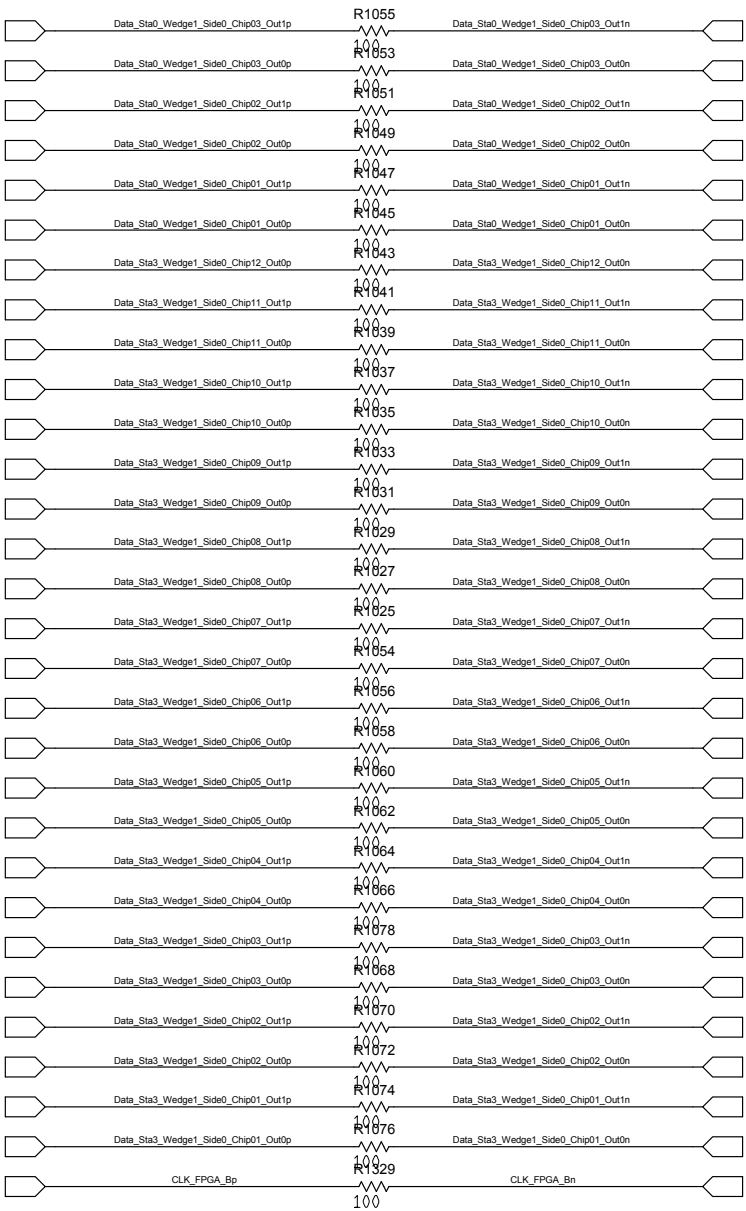 R1055
Data_Sta0_Wedge1_Side0_Chip03_Out1p Data_Sta0_Wedge1_Side0_Chip03_Out1n
100
R1053
Data_Sta0_Wedge1_Side0_Chip03_Out0p Data_Sta0_Wedge1_Side0_Chip03_Out0n
100
R1051
Data_Sta0_Wedge1_Side0_Chip02_Out1p Data_Sta0_Wedge1_Side0_Chip02_Out1n
100
R1049
Data_Sta0_Wedge1_Side0_Chip02_Out0p Data_Sta0_Wedge1_Side0_Chip02_Out0n
100
R1047
Data_Sta0_Wedge1_Side0_Chip01_Out1p Data_Sta0_Wedge1_Side0_Chip01_Out1n
100
R1045
Data_Sta0_Wedge1_Side0_Chip01_Out0p Data_Sta0_Wedge1_Side0_Chip01_Out0n
100
R1043
Data_Sta3_Wedge1_Side0_Chip12_Out0p Data_Sta3_Wedge1_Side0_Chip12_Out0n
100
R1041
Data_Sta3_Wedge1_Side0_Chip11_Out1p Data_Sta3_Wedge1_Side0_Chip11_Out1n
100
R1039
Data_Sta3_Wedge1_Side0_Chip11_Out0p Data_Sta3_Wedge1_Side0_Chip11_Out0n
100
R1037
Data_Sta3_Wedge1_Side0_Chip10_Out1p Data_Sta3_Wedge1_Side0_Chip10_Out1n
100
R1035
Data_Sta3_Wedge1_Side0_Chip10_Out0p Data_Sta3_Wedge1_Side0_Chip10_Out0n
100
R1033
Data_Sta3_Wedge1_Side0_Chip09_Out1p Data_Sta3_Wedge1_Side0_Chip09_Out1n
100
R1031
Data_Sta3_Wedge1_Side0_Chip09_Out0p Data_Sta3_Wedge1_Side0_Chip09_Out0n
100
R1029
Data_Sta3_Wedge1_Side0_Chip08_Out1p Data_Sta3_Wedge1_Side0_Chip08_Out1n
100
R1027
Data_Sta3_Wedge1_Side0_Chip08_Out0p Data_Sta3_Wedge1_Side0_Chip08_Out0n
100
R1025
Data_Sta3_Wedge1_Side0_Chip07_Out1p Data_Sta3_Wedge1_Side0_Chip07_Out1n
100
R1054
Data_Sta3_Wedge1_Side0_Chip07_Out0p Data_Sta3_Wedge1_Side0_Chip07_Out0n
100
R1056
Data_Sta3_Wedge1_Side0_Chip06_Out1p Data_Sta3_Wedge1_Side0_Chip06_Out1n
100
R1058
Data_Sta3_Wedge1_Side0_Chip06_Out0p Data_Sta3_Wedge1_Side0_Chip06_Out0n
100
R1060
Data_Sta3_Wedge1_Side0_Chip05_Out1p Data_Sta3_Wedge1_Side0_Chip05_Out1n
100
R1062
Data_Sta3_Wedge1_Side0_Chip05_Out0p Data_Sta3_Wedge1_Side0_Chip05_Out0n
100
R1064
Data_Sta3_Wedge1_Side0_Chip04_Out1p Data_Sta3_Wedge1_Side0_Chip04_Out1n
100
R1066
Data_Sta3_Wedge1_Side0_Chip04_Out0p Data_Sta3_Wedge1_Side0_Chip04_Out0n
100
R1078
Data_Sta3_Wedge1_Side0_Chip03_Out1p Data_Sta3_Wedge1_Side0_Chip03_Out1n
100
R1068
Data_Sta3_Wedge1_Side0_Chip03_Out0p Data_Sta3_Wedge1_Side0_Chip03_Out0n
100
R1070
Data_Sta3_Wedge1_Side0_Chip02_Out1p Data_Sta3_Wedge1_Side0_Chip02_Out1n
100
R1072
Data_Sta3_Wedge1_Side0_Chip02_Out0p Data_Sta3_Wedge1_Side0_Chip02_Out0n
100
R1074
Data_Sta3_Wedge1_Side0_Chip01_Out1p Data_Sta3_Wedge1_Side0_Chip01_Out1n
100
R1076
Data_Sta3_Wedge1_Side0_Chip01_Out0p Data_Sta3_Wedge1_Side0_Chip01_Out0n
100
R1329
CLK_FPGA_Bp CLK_FPGA_Bn
100